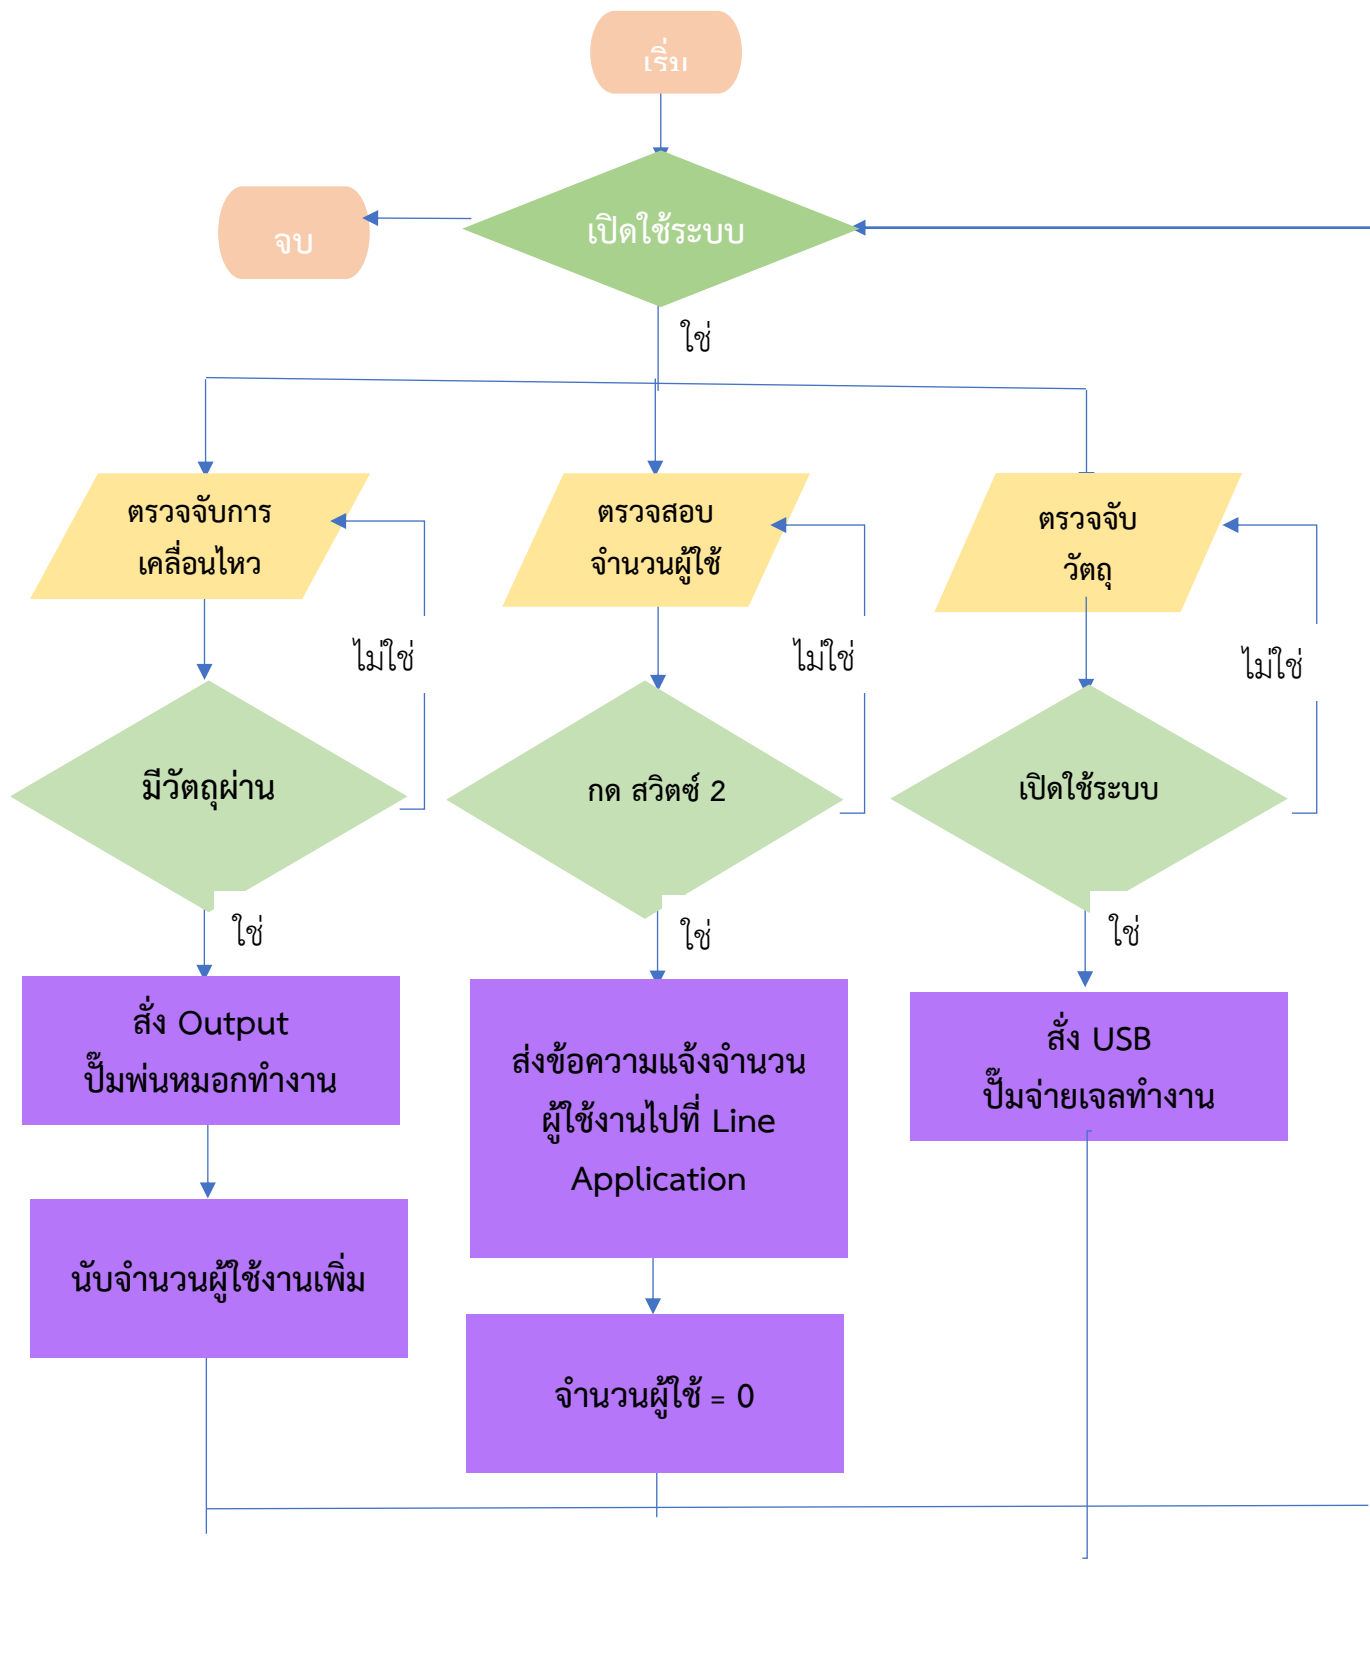 เริ่ม
จบ
เปิดใช้ระบบ
ใช่
ตรวจจับการ
เคลื่อนไหว
ตรวจสอบ
จำนวนผู้ใช้
ตรวจจับ
วัตถุ
ไม่ใช่
ไม่ใช่
ไม่ใช่
มีวัตถุผ่าน
กด สวิตซ์ 2
เปิดใช้ระบบ
ใช่
ใช่
ใช่
สั่ง Output
ปั๊มพ่นหมอกทำงาน
ส่งข้อความแจ้งจำนวน
ผู้ใช้งานไปที่ Line
Application
สั่ง USB
ปั๊มจ่ายเจลทำงาน
นับจำนวนผู้ใช้งานเพิ่ม
จำนวนผู้ใช้ = 0